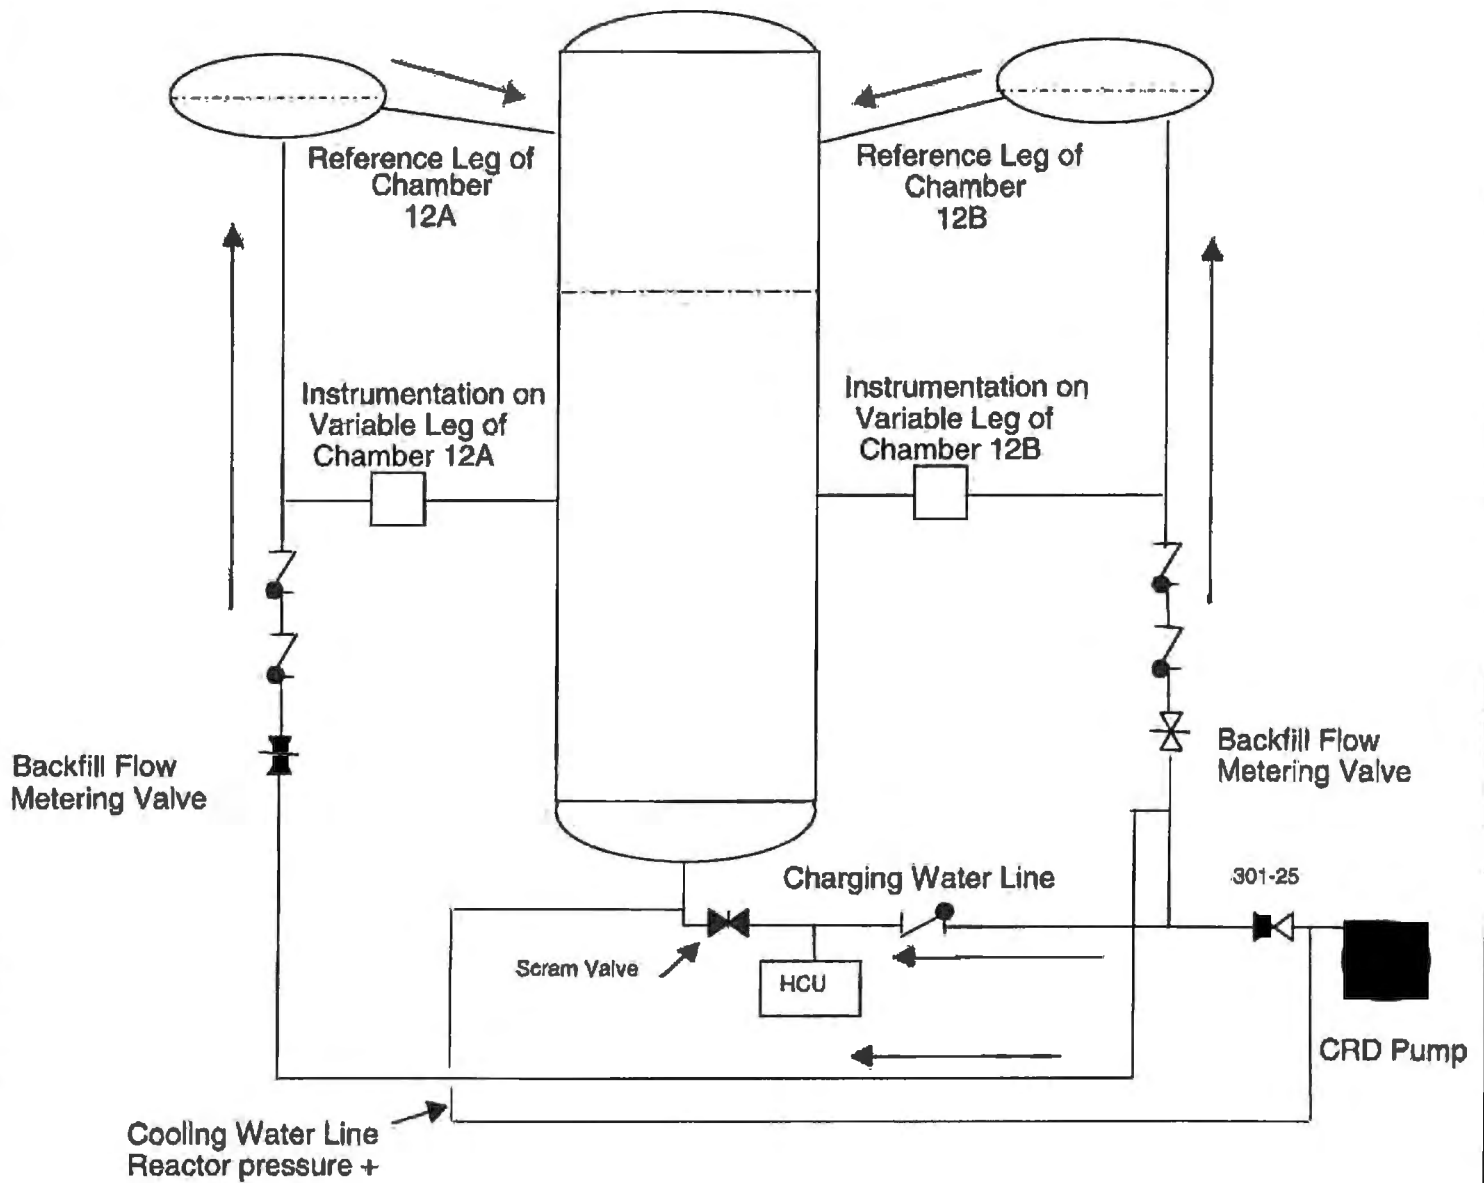 Reference Leg of
Chamber
12A
Reference Leg of
Chamber
12B
Instrumentation on
Variable Leg of
Chamber 12A
Instrumentation on
Variable Leg of
Chamber 12B
Backfill Flow
Metering Valve
Backfill Flow
Metering Valve
Charging Water Line
301-25
Scram Valve
HCU
CRD Pump
Cooling Water Line
Reactor pressure +